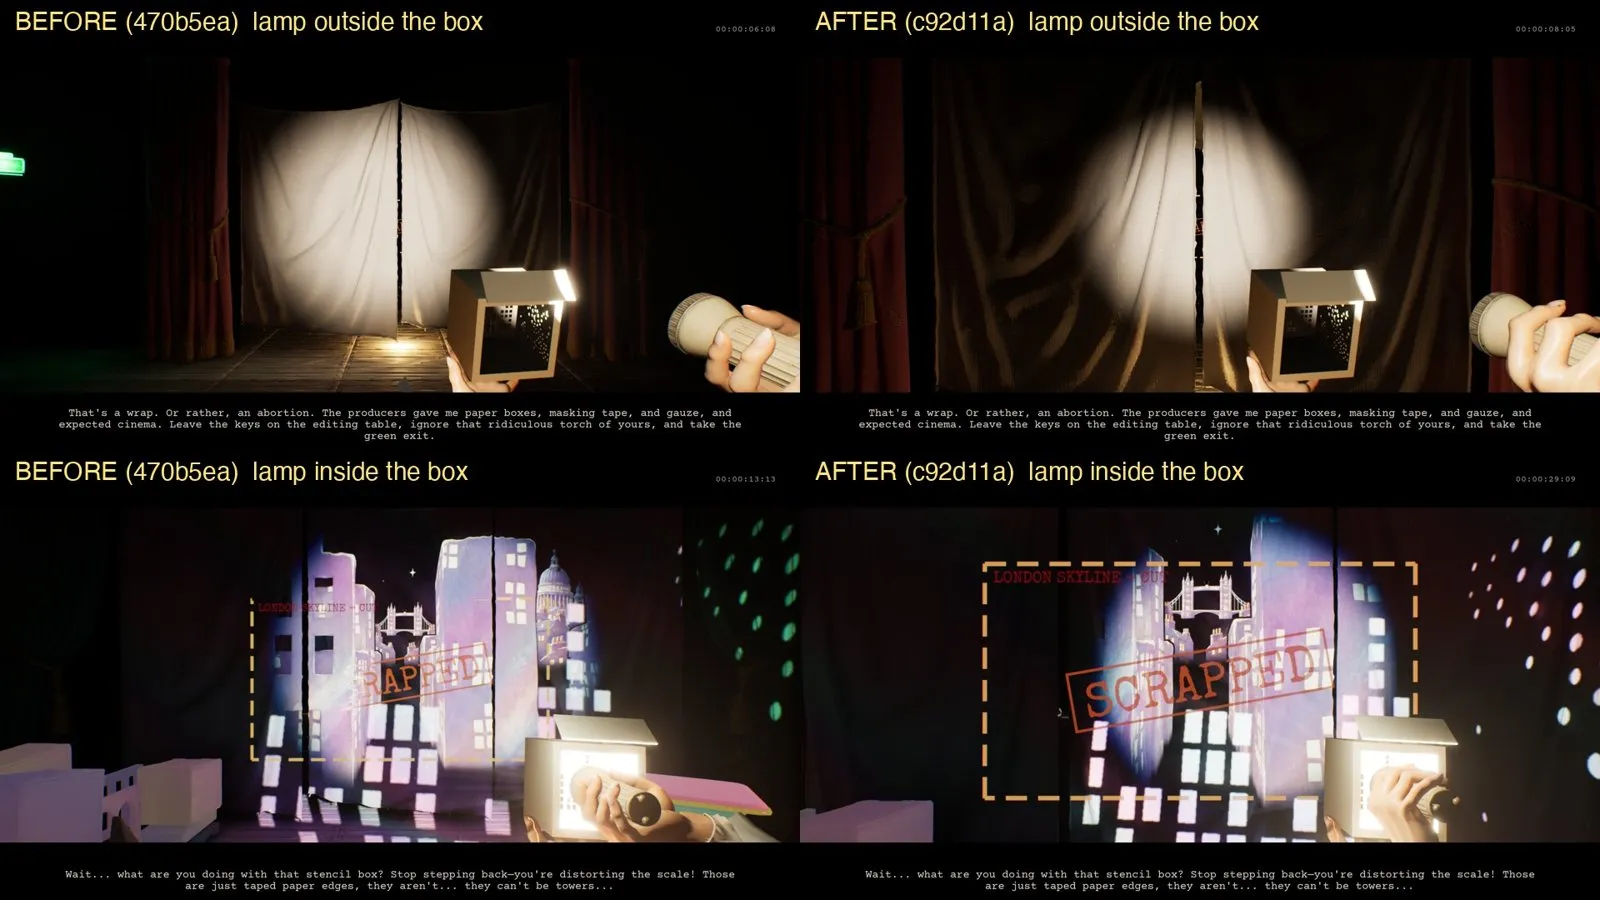 BEFORE (470b5ea) lamp outside the box
00:00:06:08
AFTER (c92d11a) lamp outside the box
00:00:08:05
That's a wrap. Or rather, an abortion. The producers gave me paper boxes, masking tape, and gauze, and
expected cinema. Leave the keys on the editing table, ignore that ridiculous torch of yours, and take the
green exit.
That's a wrap. Or rather, an abortion. The producers gave me paper boxes, masking tape, and gauze, and
expected cinema. Leave the keys on the editing table, ignore that ridiculous torch of yours, and take the
green exit.
BEFORE (470b5ea) lamp inside the box
00:00:13:13
AFTER (c92d11a) lamp inside the box
00:00:29:09
LONDON SKYLINE - CUT
RAPPED
LONDON SKYLINE - CUT
SCRAPPED
Wait... what are you doing with that stencil box? Stop stepping back—you're distorting the scale! Those
are just taped paper edges, they aren't... they can't be towers...
Wait... what are you doing with that stencil box? Stop stepping back—you're distorting the scale! Those
are just taped paper edges, they aren't... they can't be towers...